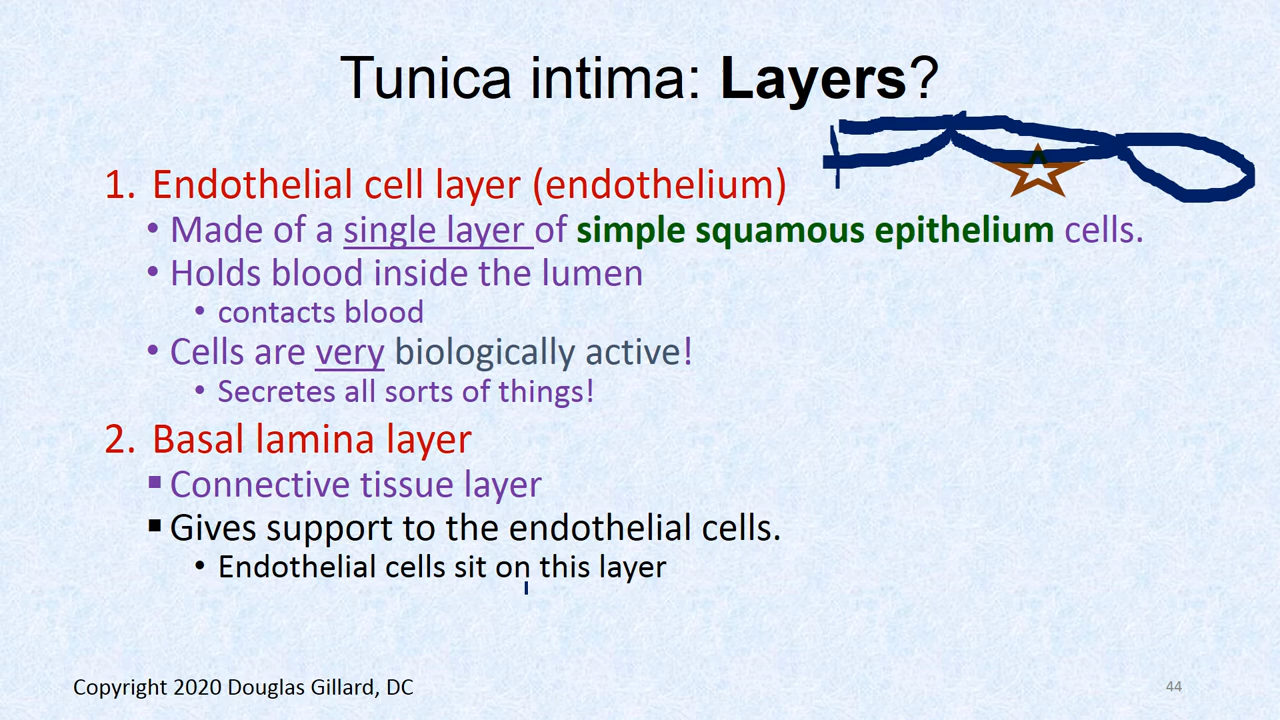 Tunica intima: Layers?
1. Endothelial cell layer (endothelium)
• Made of a single layer of simple squamous epithelium cells.
• Holds blood inside the lumen
• contacts blood
• Cells are very biologically active!
• Secretes all sorts of things!
2. Basal lamina layer
▪ Connective tissue layer
▪ Gives support to the endothelial cells.
• Endothelial cells sit on this layer
Copyright 2020 Douglas Gillard, DC
44